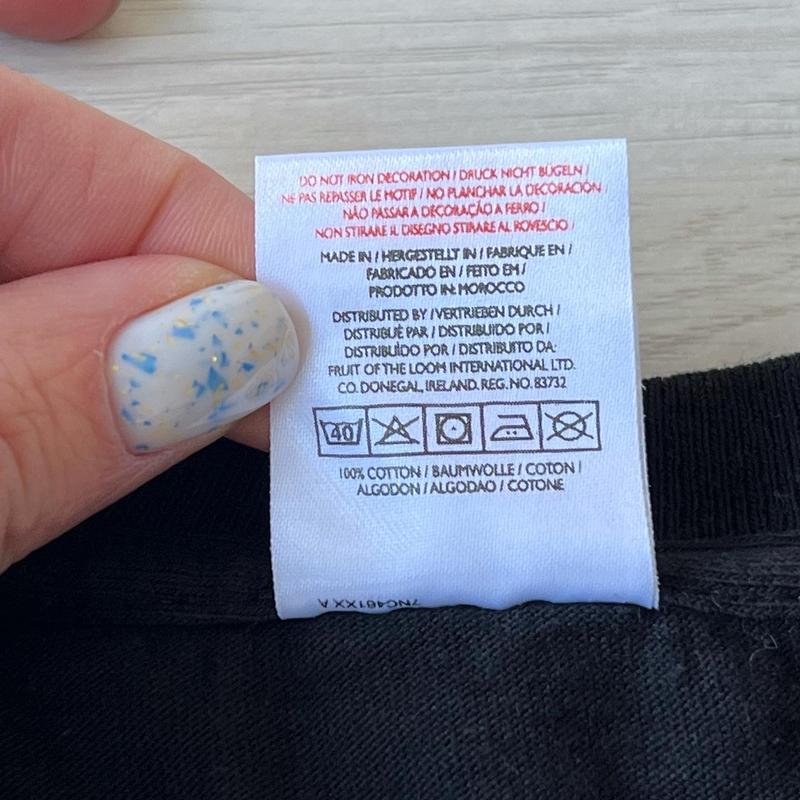 DO NOT IRON DECORATION / DRUCK NICHT BÜGELN /
NE PAS REPASSER LE MOTIF / NO PLANCHAR LA DECORACIÓN
NÃO PASSAR A DECORAÇÃO A FERRO /
NON STIRARE IL DISEGNO STIRARE AL ROVESCIO /
MADE IN / HERGESTELLT IN / FABRIQUE EN /
FABRICADO EN / FEITO EM /
PRODOTTO IN: MOROCCO
DISTRIBUTED BY / VERTRIEBEN DURCH /
DISTRIBUÉ PAR / DISTRIBUIDO POR /
DISTRIBUÍDO POR / DISTRIBUITO DA:
FRUIT OF THE LOOM INTERNATIONAL LTD.
CO. DONEGAL, IRELAND. REG. NO. 83732
40
100% COTTON / BAUMWOLLE / COTON /
ALGODON / ALGODAO / COTONE
7NC461XX A